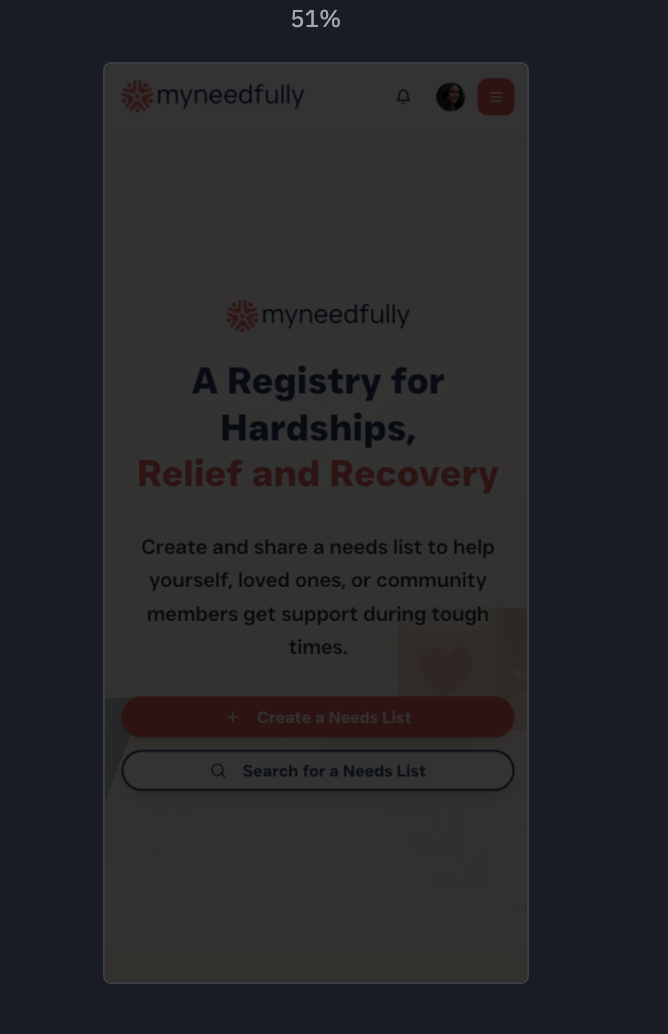 51%
myneedfully
myneedfully
A Registry for
Hardships,
Relief and Recovery
Create and share a needs list to help
yourself, loved ones, or community
members get support during tough
times.
Create a Needs List
Search for a Needs List